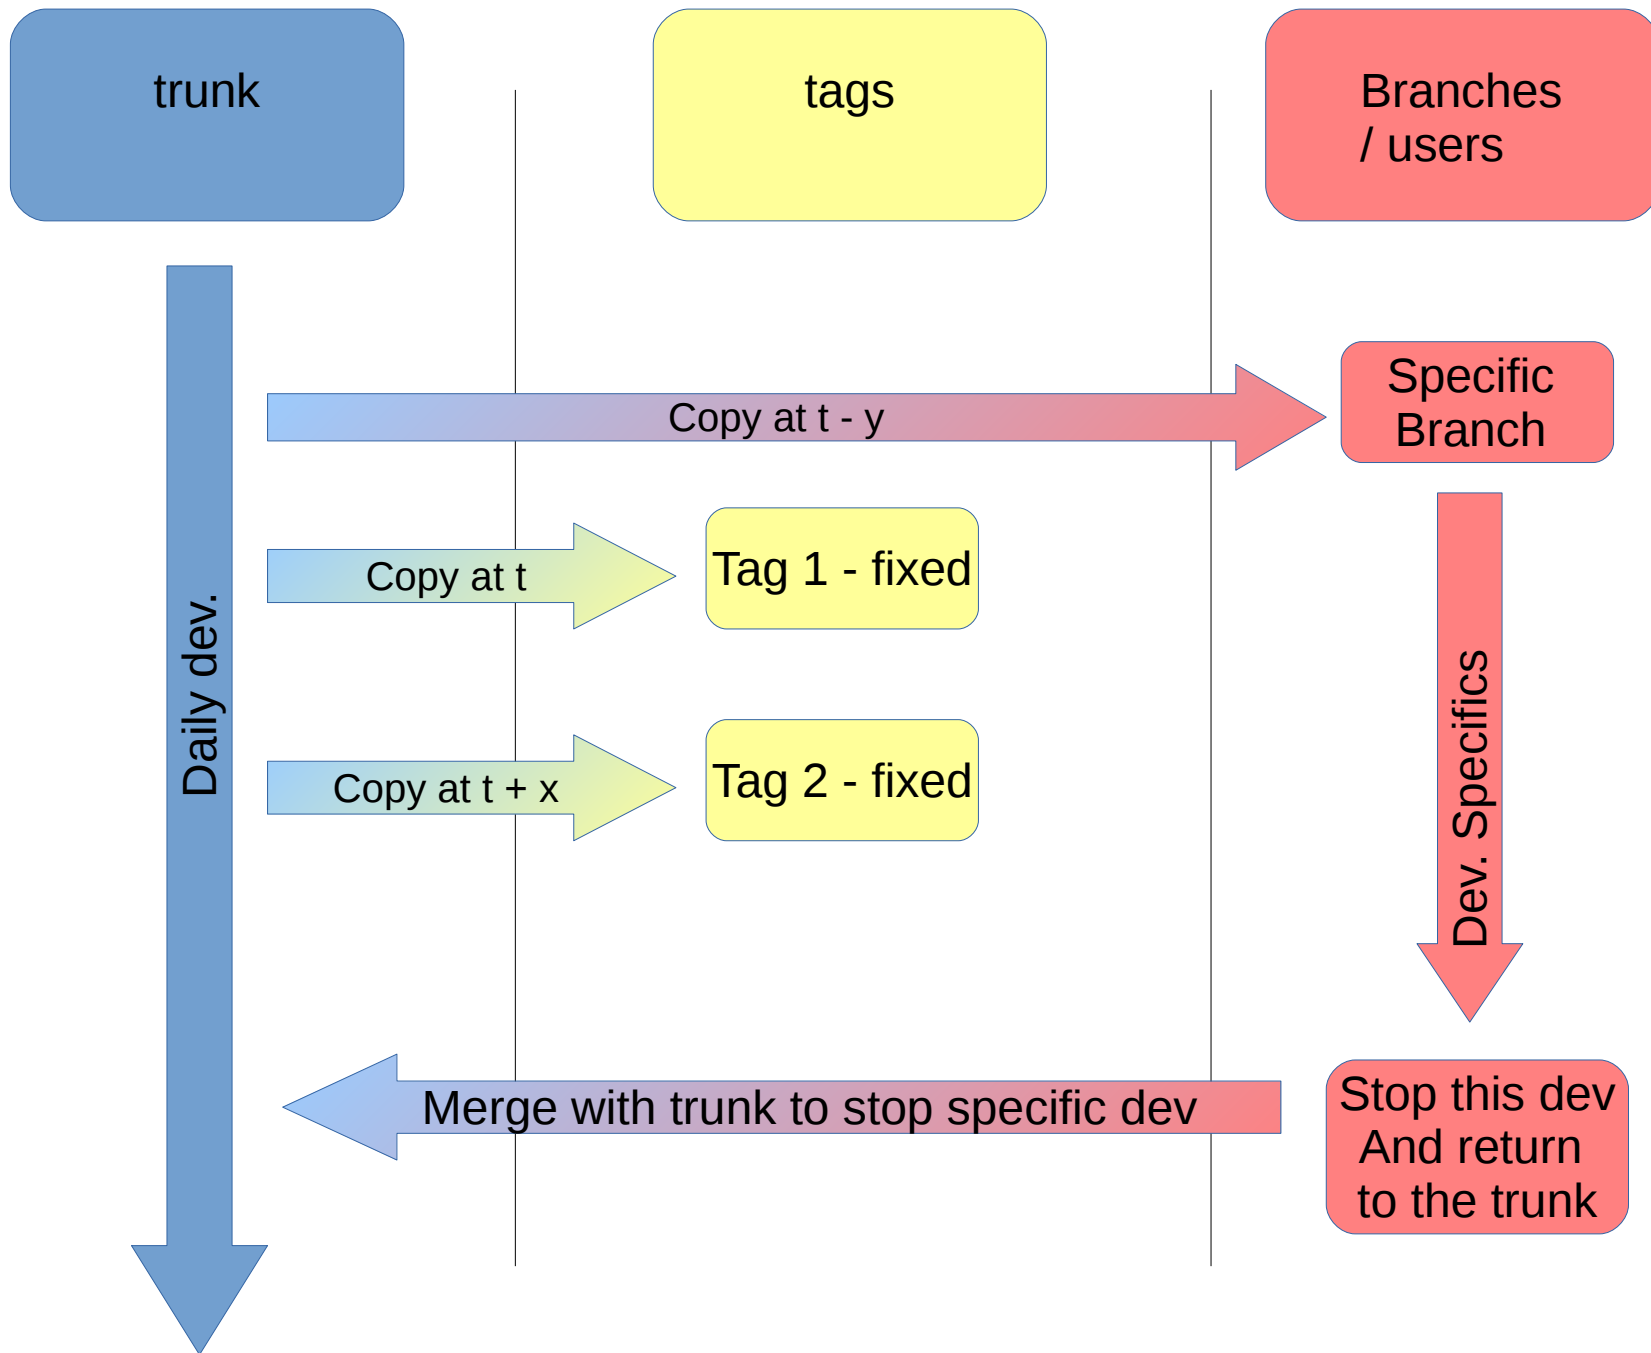 trunk
tags
Branches
/ users
Copy at t - y
Specific
Branch
Copy at t
Tag 1 - fixed
Daily dev.
Copy at t + x
Tag 2 - fixed
Dev. Specifics
Merge with trunk to stop specific dev
Stop this dev
And return
to the trunk